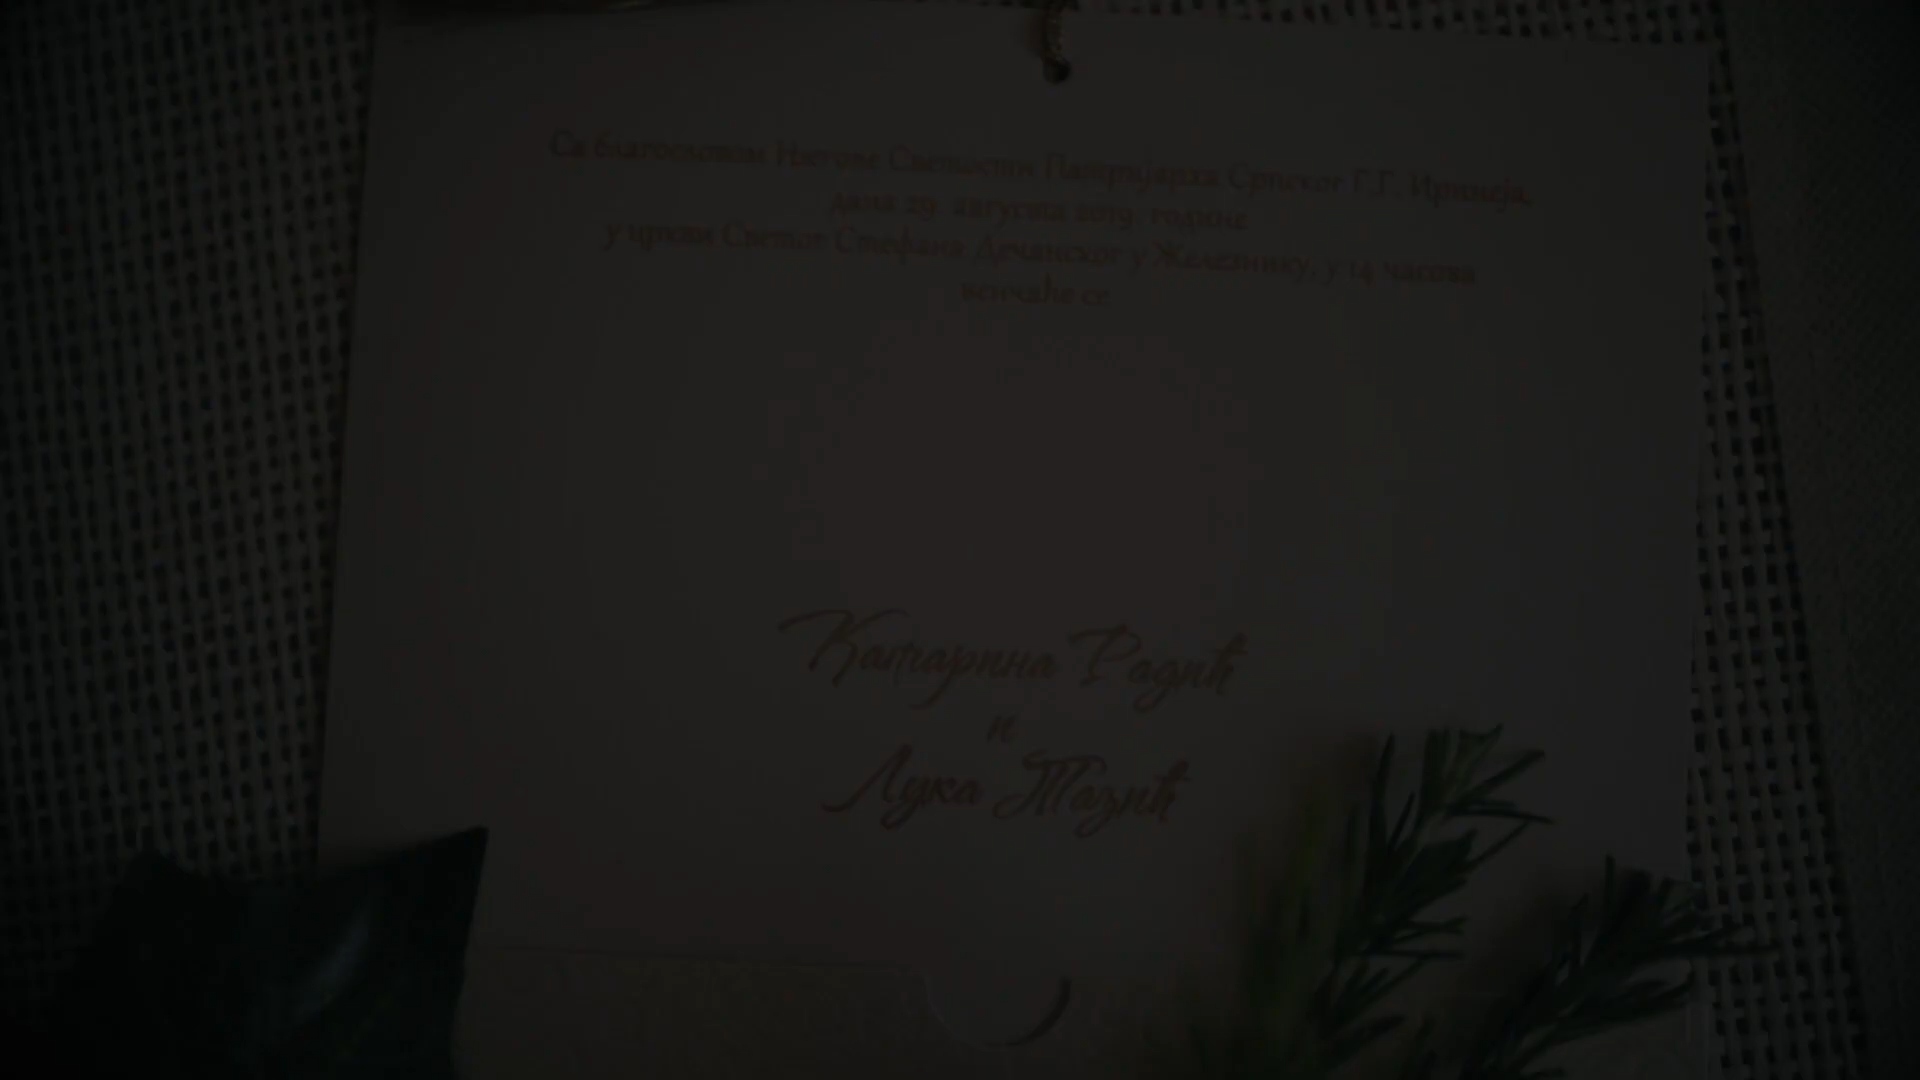 Са благословом Његове Светости Патријарха Српског Г.Г. Иринеја,
дана 29. августа 2019. године
у цркви Светог Стефана Дечанског у Железнику, у 14 часова
венчаће се
Катарина Радић
и
Лука Тазић